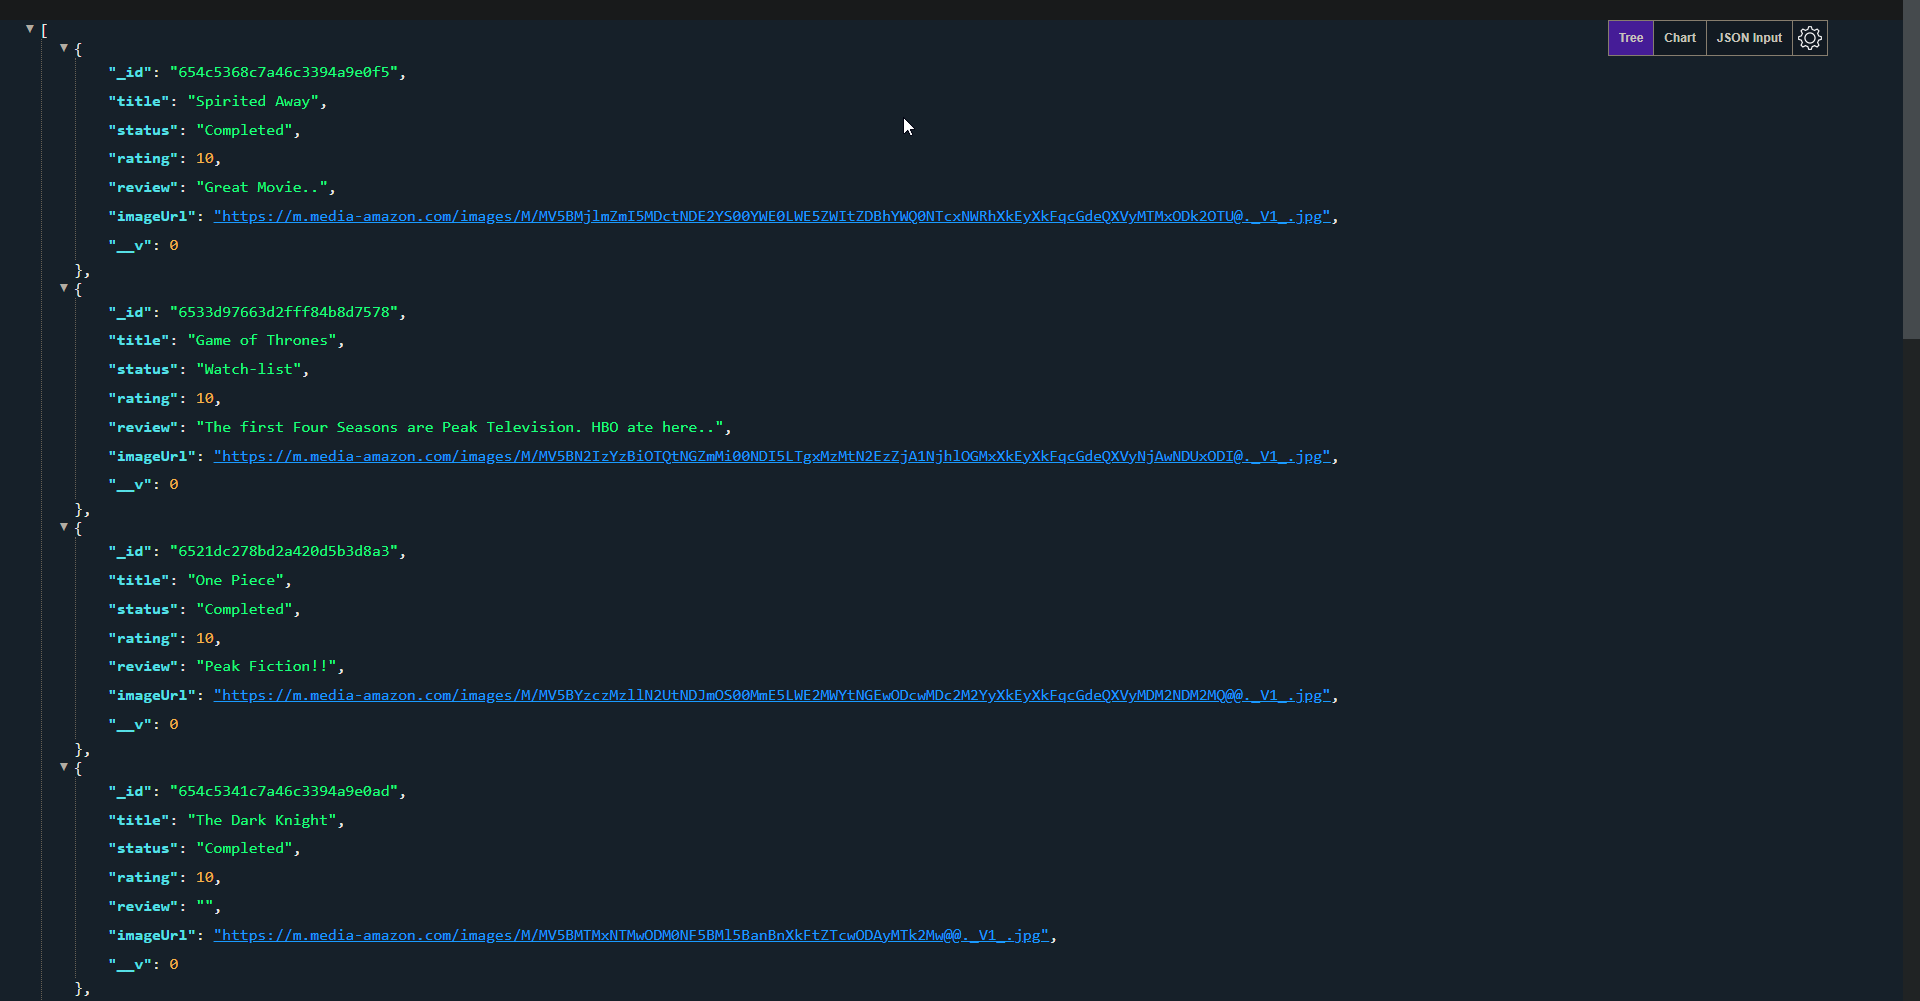 [
Tree Chart JSON Input
{
"_id": "654c5368c7a46c3394a9e0f5",
"title": "Spirited Away",
"status": "Completed",
"rating": 10,
"review": "Great Movie..",
"imageUrl": "https://m.media-amazon.com/images/M/MV5BMjlmZmI5MDctNDE2YS00YWE0LWE5ZWItZDBhYWQ0NTcxNWRhXkEyXkFqcGdeQXVyMTMxODk2OTU@._V1_.jpg",
"__v": 0
},
{
"_id": "6533d97663d2fff84b8d7578",
"title": "Game of Thrones",
"status": "Watch-list",
"rating": 10,
"review": "The first Four Seasons are Peak Television. HBO ate here..",
"imageUrl": "https://m.media-amazon.com/images/M/MV5BN2IzYzBiOTQtNGZmMi00NDI5LTgxMzMtN2EzZjA1NjhlOGMxXkEyXkFqcGdeQXVyNjAwNDUxODI@._V1_.jpg",
"__v": 0
},
{
"_id": "6521dc278bd2a420d5b3d8a3",
"title": "One Piece",
"status": "Completed",
"rating": 10,
"review": "Peak Fiction!!",
"imageUrl": "https://m.media-amazon.com/images/M/MV5BYzczMzllN2UtNDJmOS00MmE5LWE2MWYtNGEwODcwMDc2M2YyXkEyXkFqcGdeQXVyMDM2NDM2MQ@@._V1_.jpg",
"__v": 0
},
{
"_id": "654c5341c7a46c3394a9e0ad",
"title": "The Dark Knight",
"status": "Completed",
"rating": 10,
"review": "",
"imageUrl": "https://m.media-amazon.com/images/M/MV5BMTMxNTMwODM0NF5BMl5BanBnXkFtZTcwODAyMTk2Mw@@._V1_.jpg",
"__v": 0
},